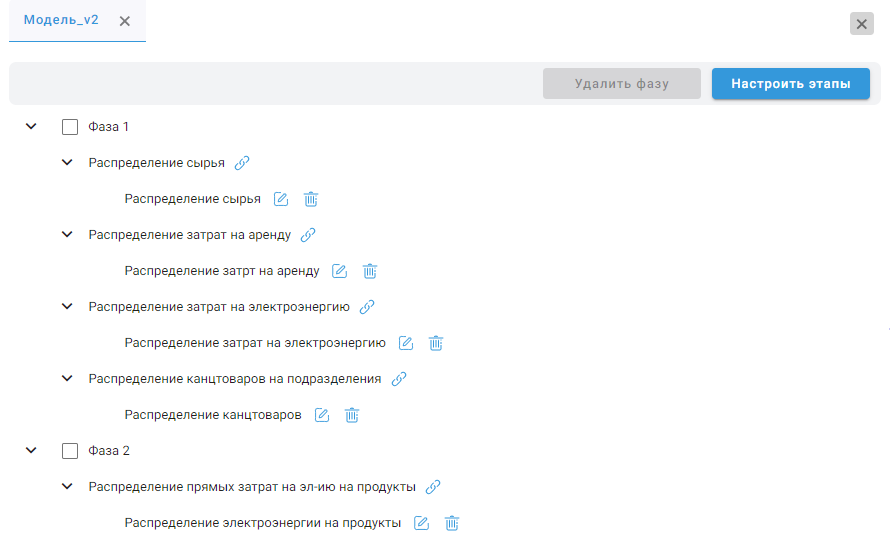 Модель_v2
Удалить фазу
Настроить этапы
Фаза 1
Распределение сырья
Распределение сырья
Распределение затрат на аренду
Распределение затрт на аренду
Распределение затрат на электроэнергию
Распределение затрат на электроэнергию
Распределение канцтоваров на подразделения
Распределение канцтоваров
Фаза 2
Распределение прямых затрат на эл-ию на продукты
Распределение электроэнергии на продукты